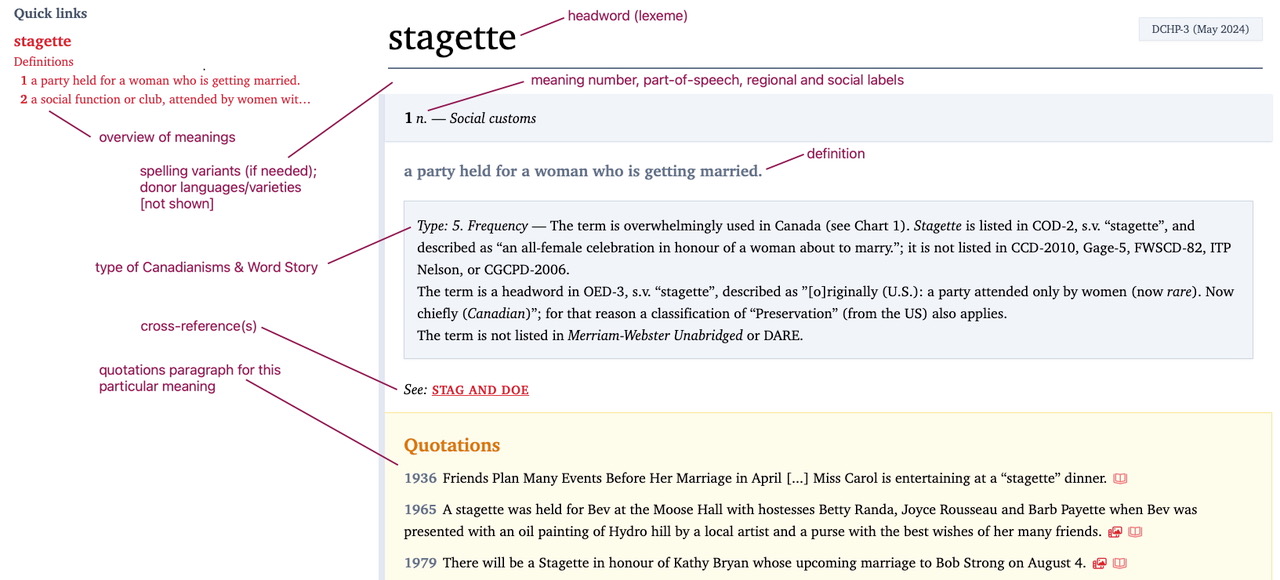 Quick links
stagette
Definitions
1 a party held for a woman who is getting married.
2 a social function or club, attended by women wit…
overview of meanings
spelling variants (if needed);
donor languages/varieties
[not shown]
type of Canadianisms & Word Story
cross-reference(s)
quotations paragraph for this
particular meaning
stagette
headword (lexeme)
DCHP-3 (May 2024)
meaning number, part-of-speech, regional and social labels
1 n. — Social customs
definition
a party held for a woman who is getting married.
Type: 5. Frequency — The term is overwhelmingly used in Canada (see Chart 1). Stagette is listed in COD-2, s.v. “stagette”, and
described as “an all-female celebration in honour of a woman about to marry.”; it is not listed in CCD-2010, Gage-5, FWSCD-82, ITP
Nelson, or CGCPD-2006.
The term is a headword in OED-3, s.v. “stagette”, described as ”[o]riginally (U.S.): a party attended only by women (now rare). Now
chiefly (Canadian)”; for that reason a classification of “Preservation” (from the US) also applies.
The term is not listed in Merriam-Webster Unabridged or DARE.
See: STAG AND DOE
Quotations
1936 Friends Plan Many Events Before Her Marriage in April [...] Miss Carol is entertaining at a “stagette” dinner.
1965 A stagette was held for Bev at the Moose Hall with hostesses Betty Randa, Joyce Rousseau and Barb Payette when Bev was
presented with an oil painting of Hydro hill by a local artist and a purse with the best wishes of her many friends.
1979 There will be a Stagette in honour of Kathy Bryan whose upcoming marriage to Bob Strong on August 4.